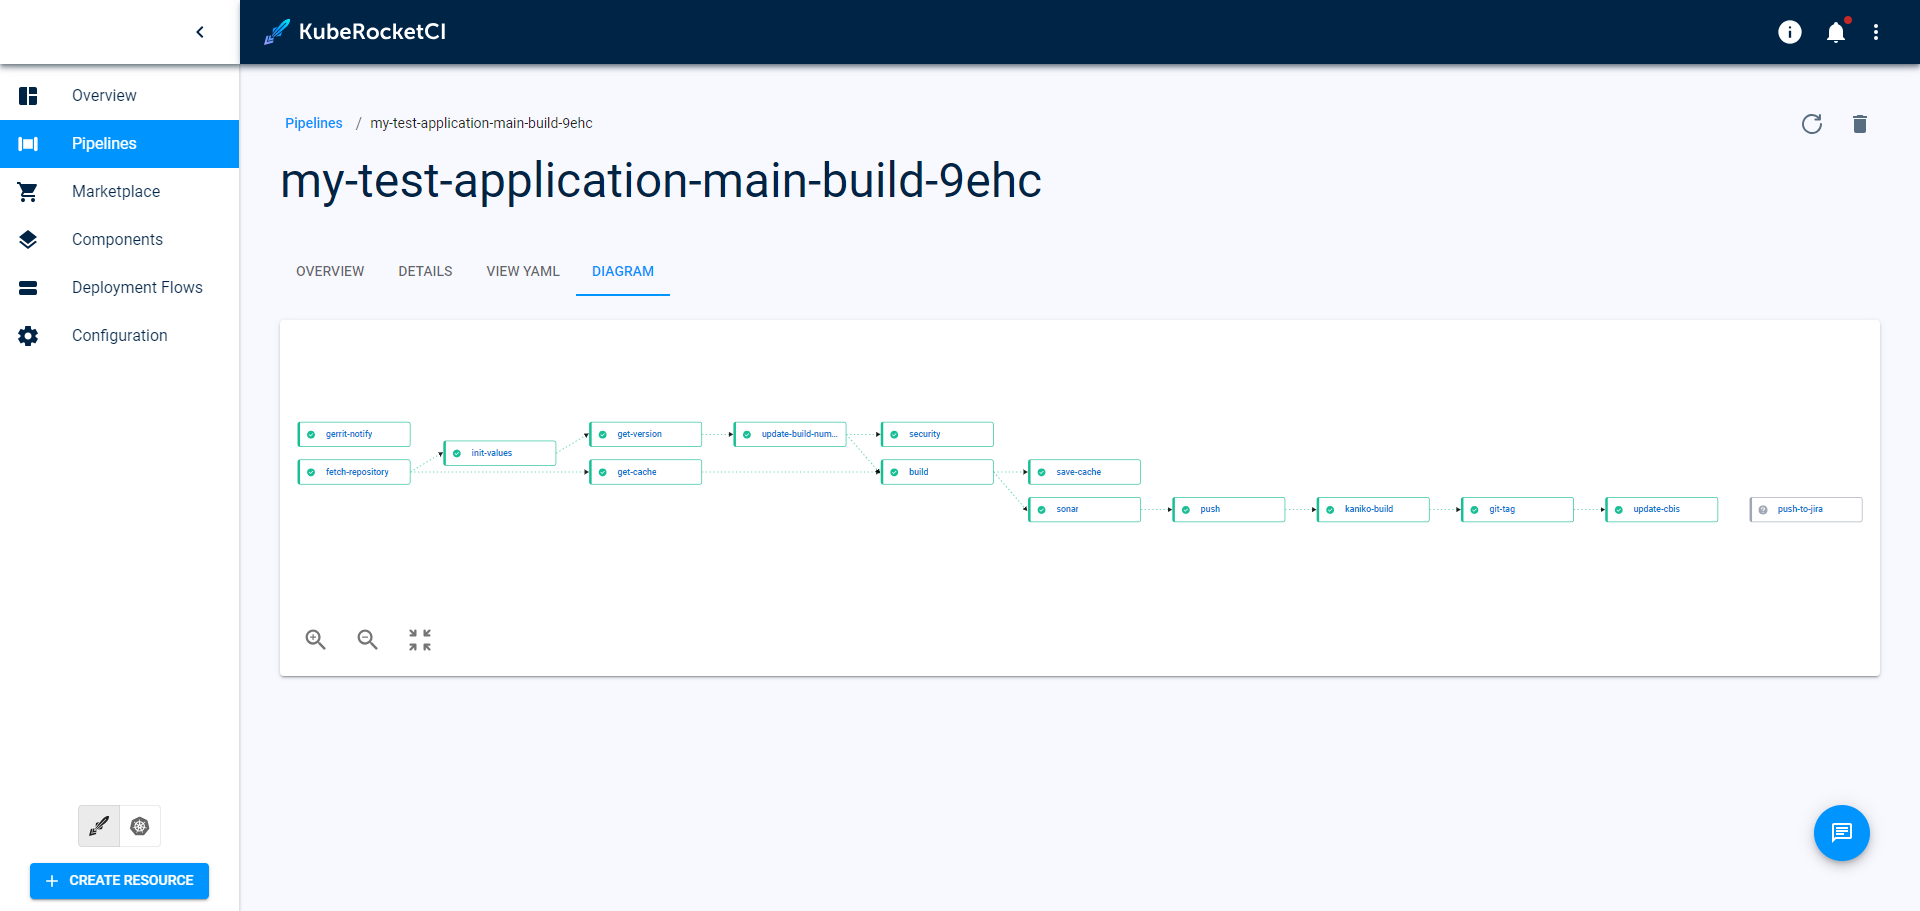 KubeRocketCI
Overview
Pipelines
Marketplace
Components
Deployment Flows
Configuration
CREATE RESOURCE
Pipelines / my-test-application-main-build-9ehc
my-test-application-main-build-9ehc
OVERVIEW DETAILS VIEW YAML DIAGRAM
gerrit-notify
fetch-repository
init-values
get-version
get-cache
update-build-num...
security
build
save-cache
sonar
push
kaniko-build
git-tag
update-cbis
push-to-jira